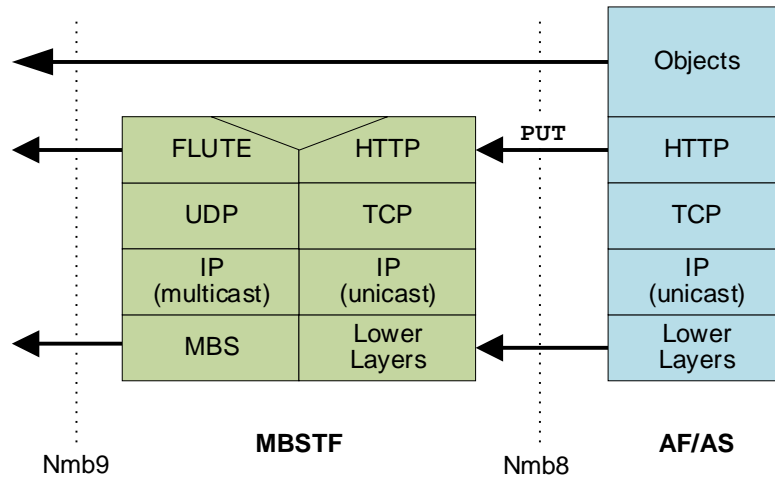 Objects
FLUTE
HTTP
PUT
HTTP
UDP
TCP
TCP
IP
(multicast)
IP
(unicast)
IP
(unicast)
MBS
Lower
Layers
Lower
Layers
MBSTF
AF/AS
Nmb9
Nmb8